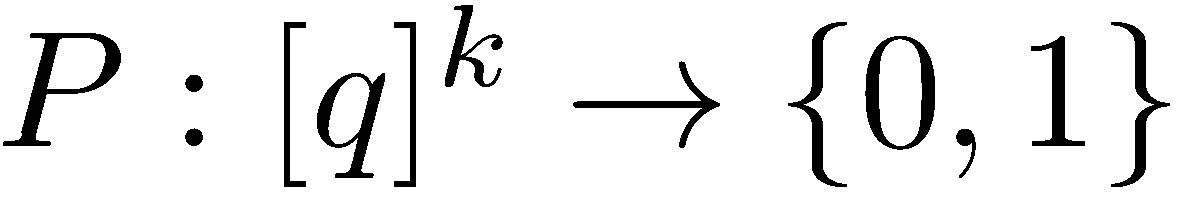 P : [q]^k → {0, 1}